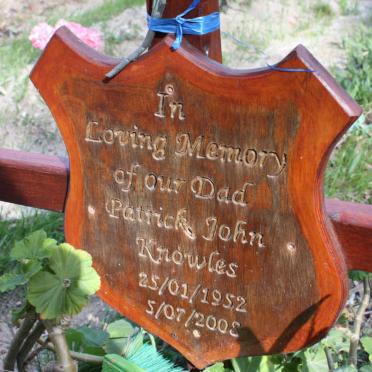 In
Loving Memory
of our Dad
Patrick John
Knowles
25/01/1952
5/07/2008